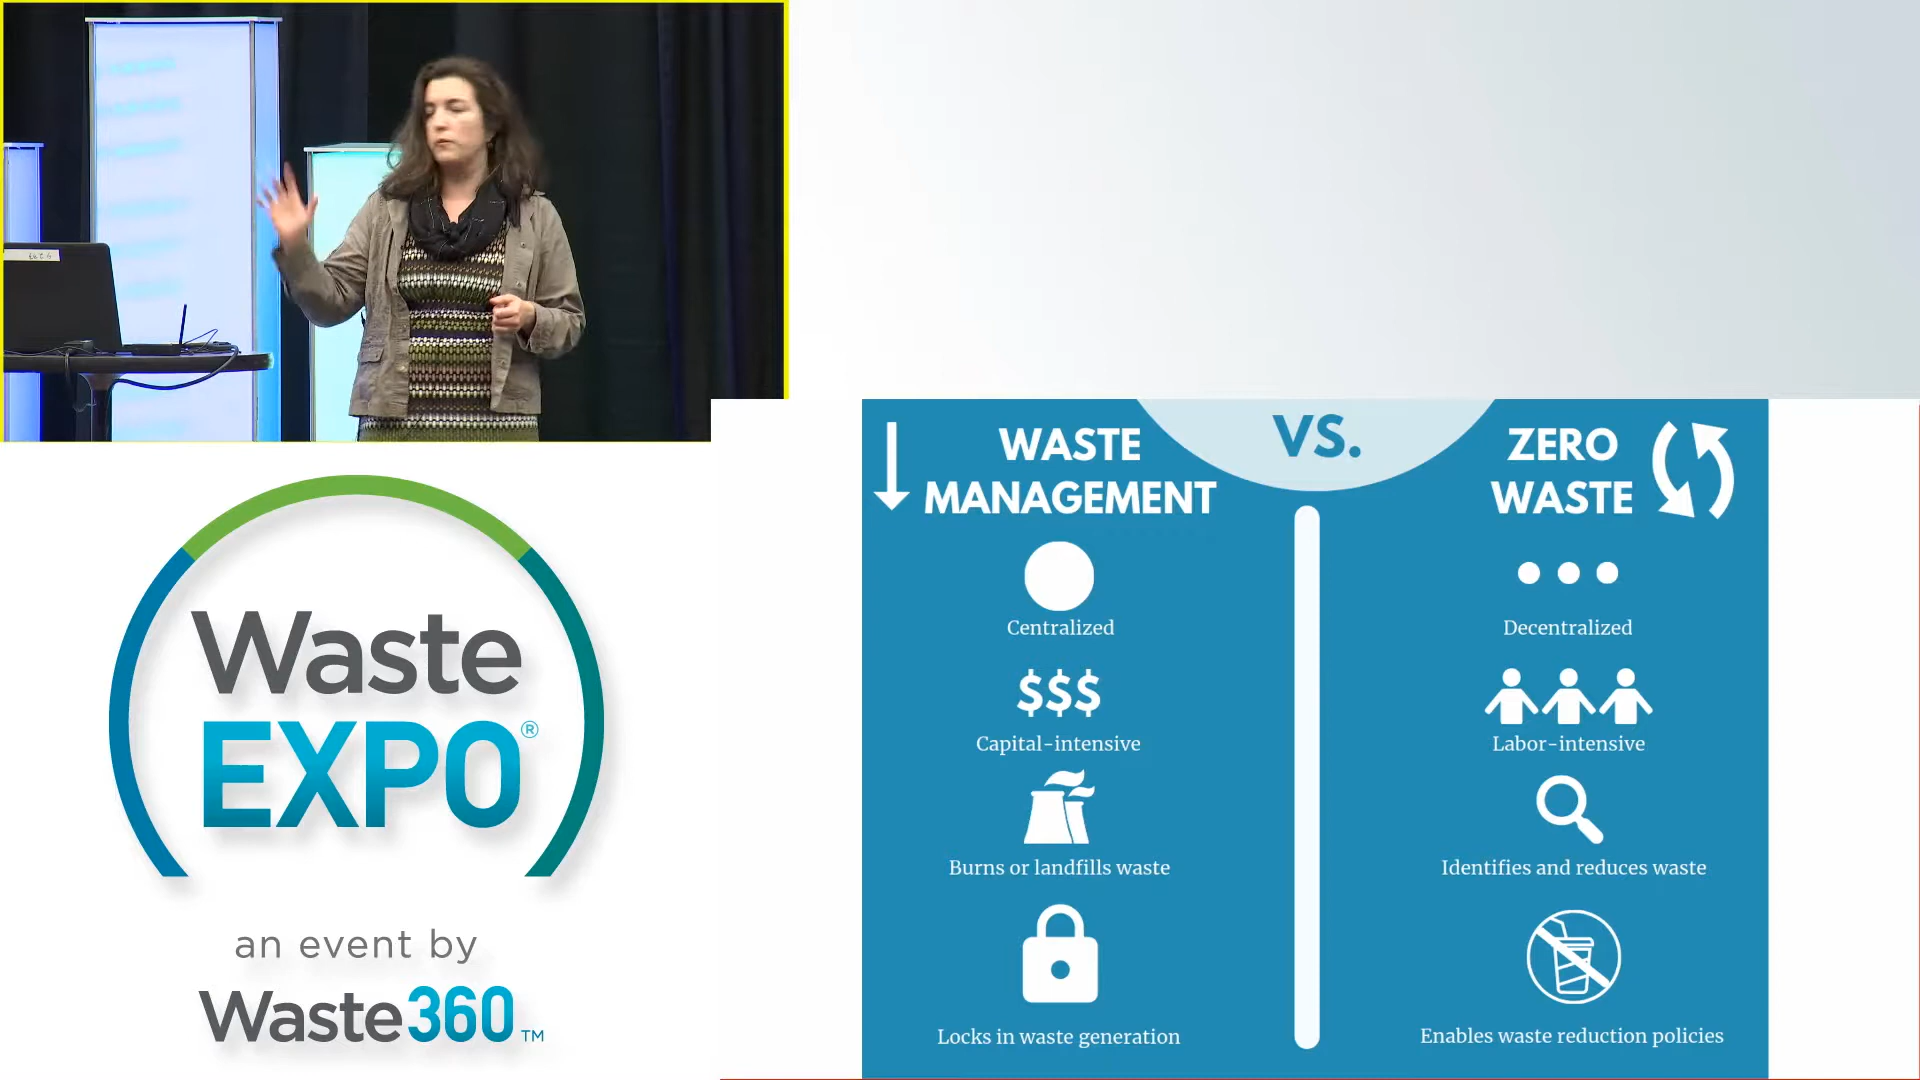 Waste
EXPO®
an event by
Waste360™
VS.
WASTE
MANAGEMENT
Centralized
$$$
Capital-intensive
Burns or landfills waste
Locks in waste generation
ZERO
WASTE
Decentralized
Labor-intensive
Identifies and reduces waste
Enables waste reduction policies